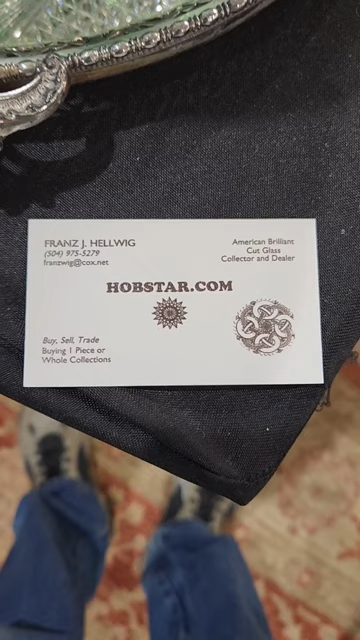 FRANZ J. HELLWIG
(504) 975-5279
franzwig@cox.net
American Brilliant
Cut Glass
Collector and Dealer
HOBSTAR.COM
Buy, Sell, Trade
Buying 1 Piece or
Whole Collections